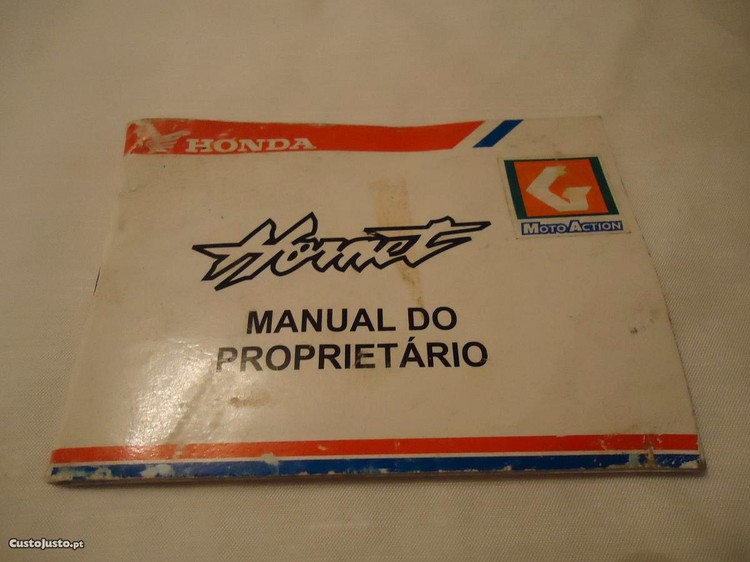 HONDA
G
MOTOACTION
Hornet
MANUAL DO
PROPRIETÁRIO
CustoJusto.pt